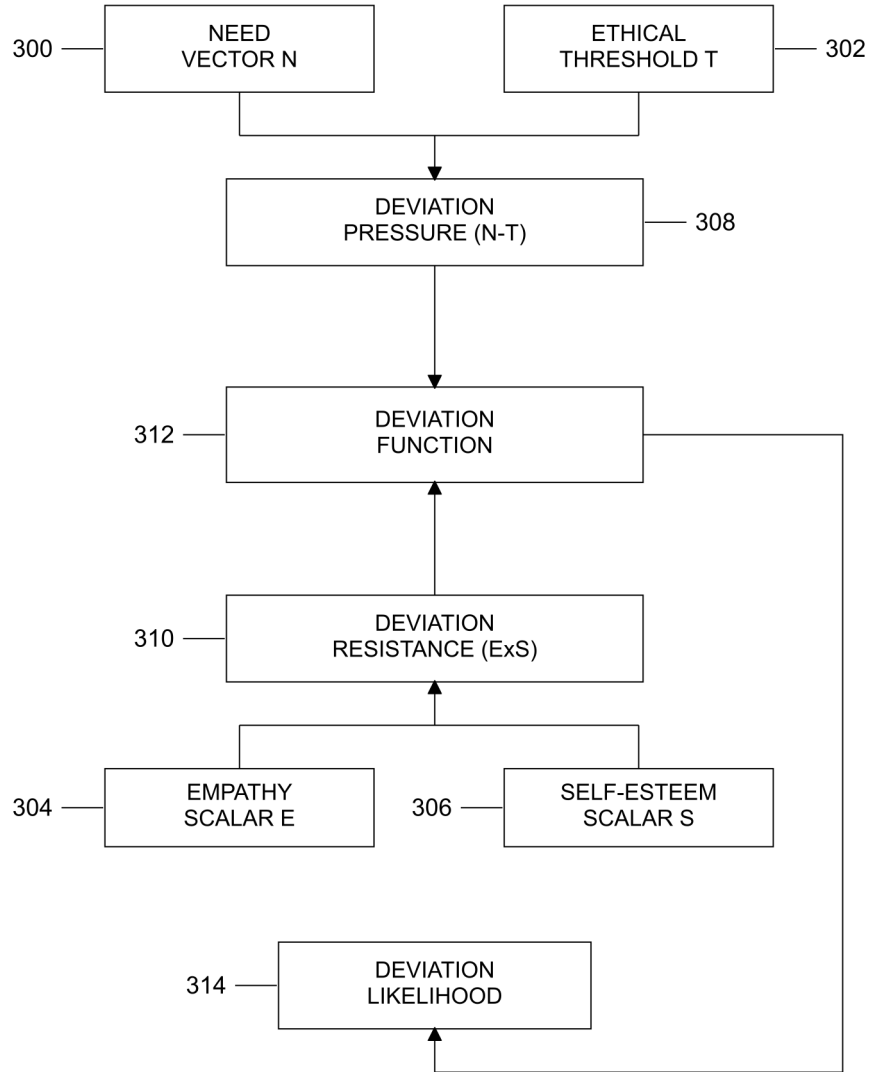 300
NEED
VECTOR N
ETHICAL
THRESHOLD T
302
DEVIATION
PRESSURE (N-T)
308
312
DEVIATION
FUNCTION
310
DEVIATION
RESISTANCE (ExS)
304
EMPATHY
SCALAR E
306
SELF-ESTEEM
SCALAR S
314
DEVIATION
LIKELIHOOD